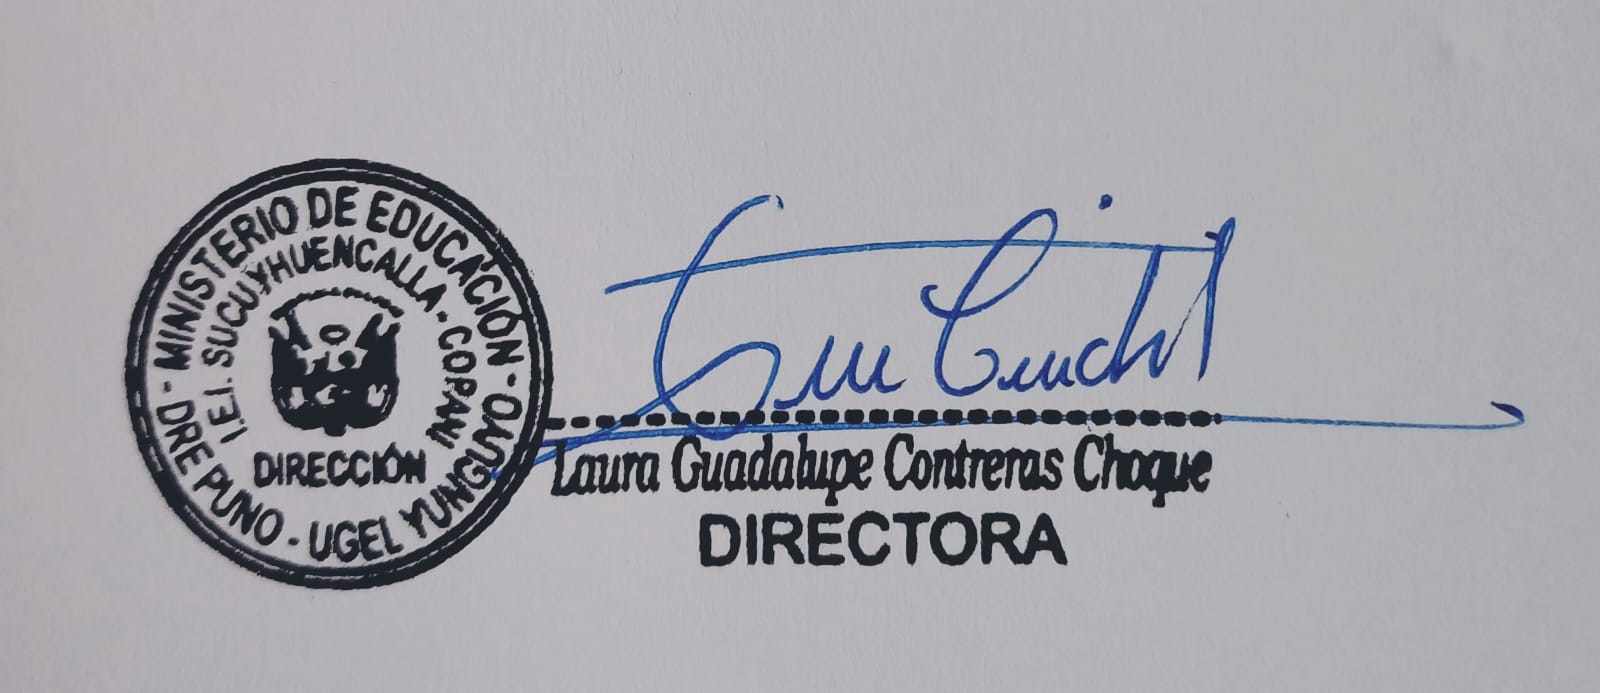 MINISTERIO DE EDUCACIÓN - DRE PUNO - UGEL YUNGUYO -
I.E.I. SUCUYHUENCALLA - COPANI
DIRECCIÓN
Laura Guadalupe Contreras Choque
DIRECTORA